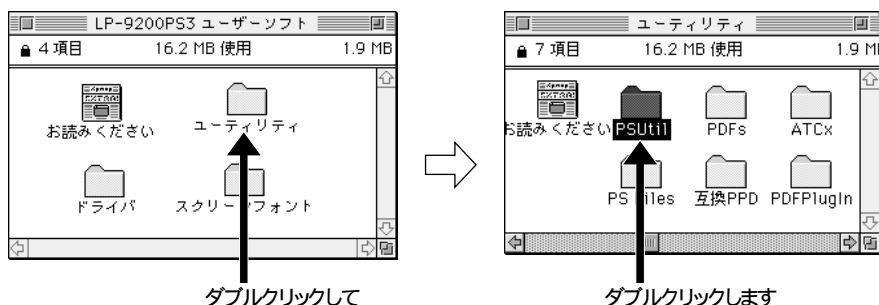 LP-9200PS3 ユーザーソフト
4 項目 16.2 MB 使用 1.9 MB
お読みください
ユーティリティ
ドライバ
スクリーンフォント
ダブルクリックして
ユーティリティ
7 項目 16.2 MB 使用 1.9 M
お読みください
PSUtil
PDFs
ATCx
PS Files
互換PPD
PDFPlugIn
ダブルクリックします